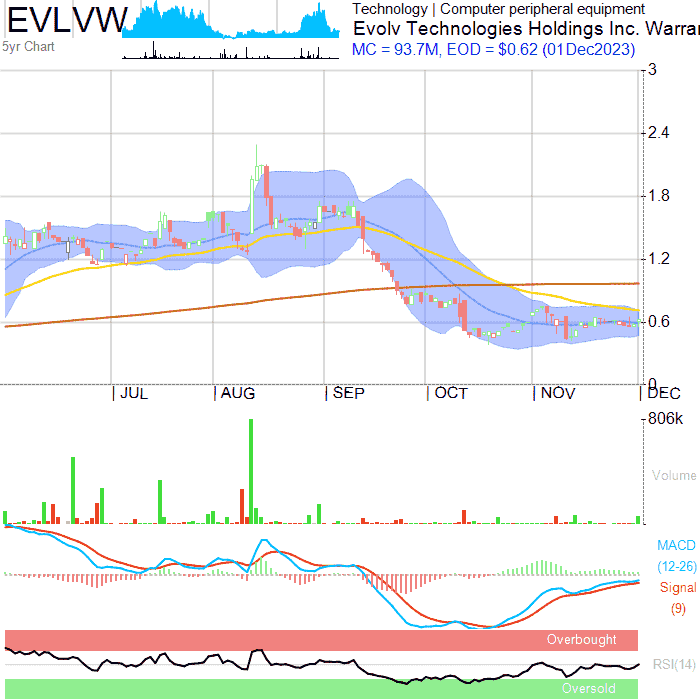 EVLVW
5yr Chart
Technology | Computer peripheral equipment
Evolv Technologies Holdings Inc. Warrar
MC = 93.7M, EOD = $0.62 (01Dec2023)
3
2.4
1.8
1.2
0.6
0
JUL AUG SEP OCT NOV DEC
806k
Volume
MACD
(12-26)
Signal
(9)
Overbought
RSI(14)
Oversold